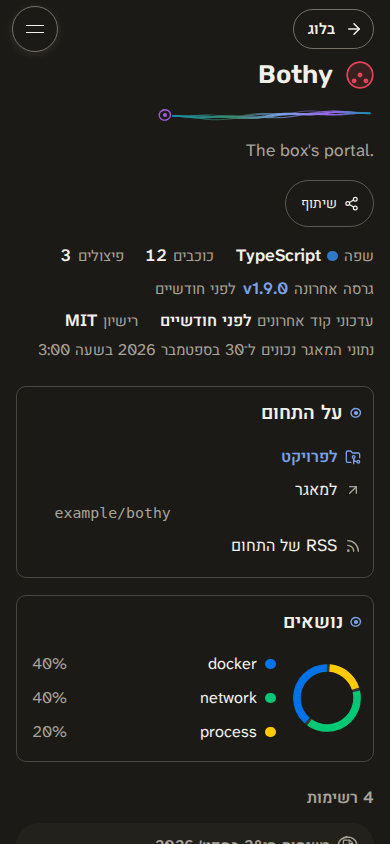 בלוג
Bothy
The box's portal.
שיתוף
שפה TypeScript כוכבים 12 פיצולים 3
גרסה אחרונה v1.9.0 לפני חודשיים
עדכוני קוד אחרונים לפני חודשיים רישיון MIT
נתוני המאגר נכונים ל־30 בספטמבר 2026 בשעה 3:00
על התחום
לפרויקט
למאגר
example/bothy
RSS של התחום
נושאים
docker 40%
network 40%
process 20%
4 רשימות